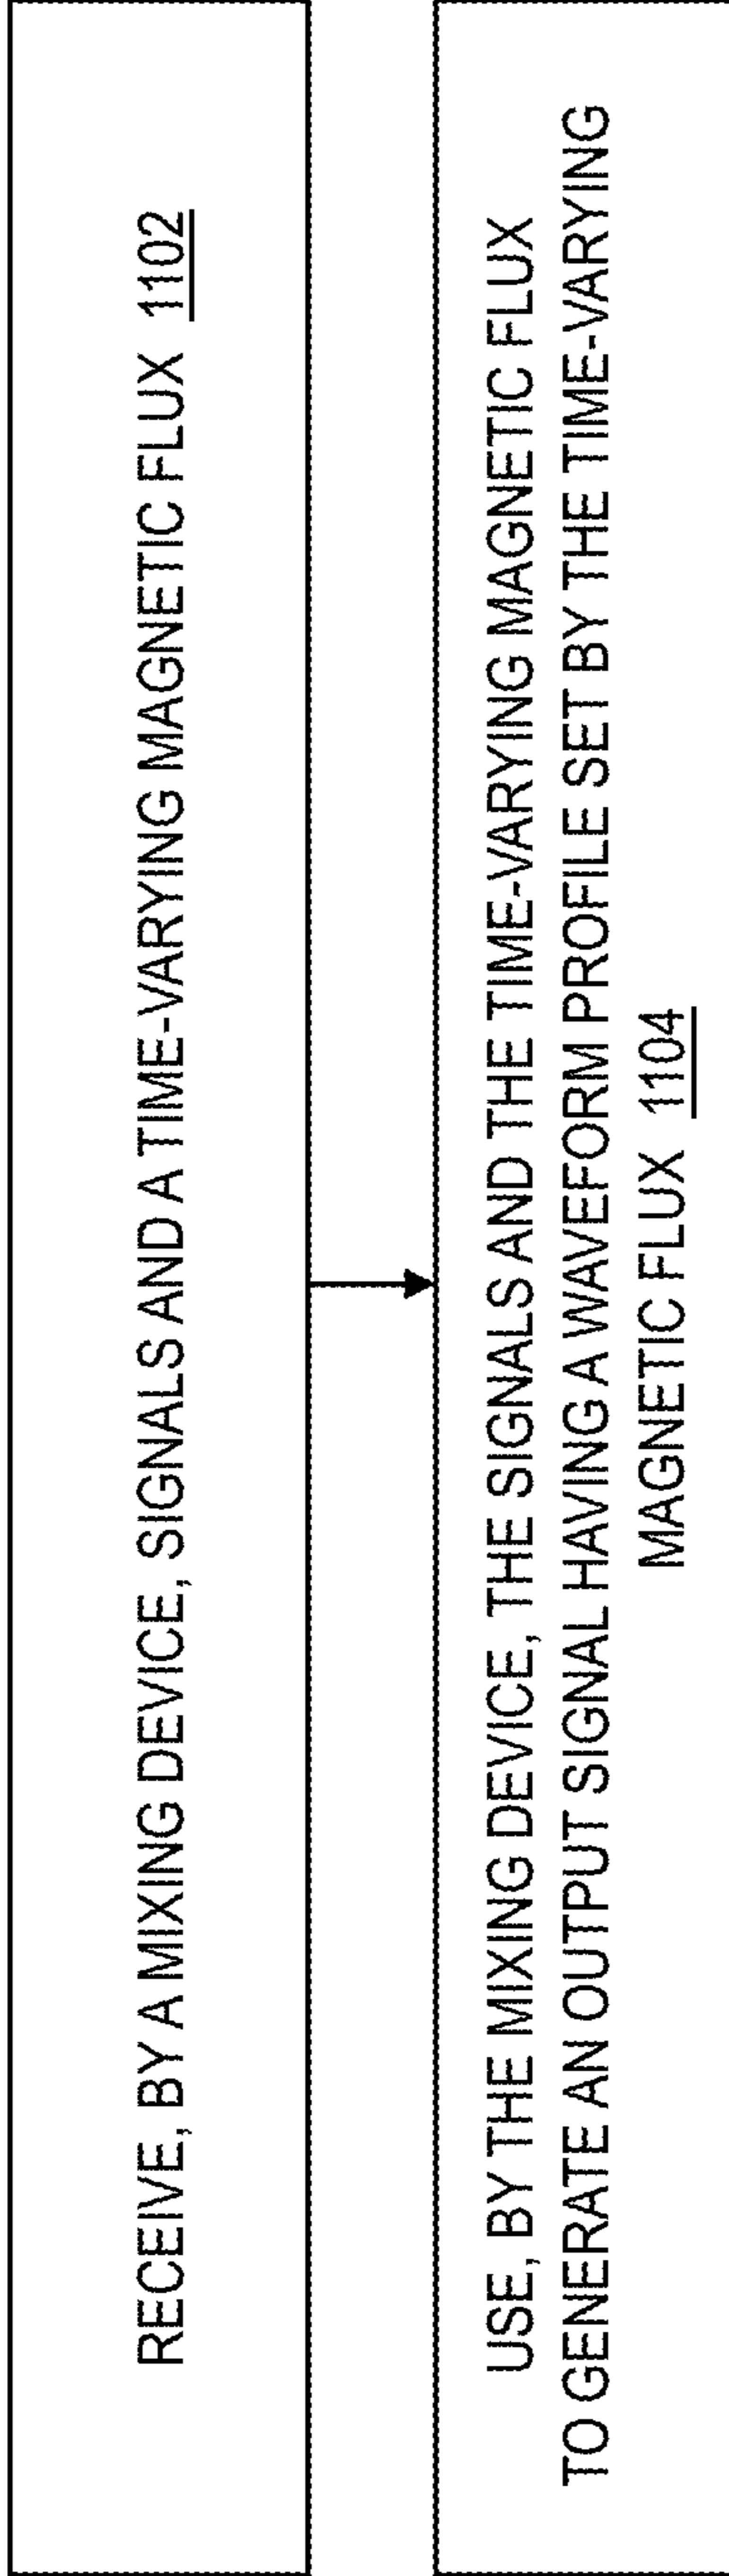 RECEIVE, BY A MIXING DEVICE, SIGNALS AND A TIME-VARYING MAGNETIC FLUX 1102
USE, BY THE MIXING DEVICE, THE SIGNALS AND THE TIME-VARYING MAGNETIC FLUX
TO GENERATE AN OUTPUT SIGNAL HAVING A WAVEFORM PROFILE SET BY THE TIME-VARYING
MAGNETIC FLUX 1104